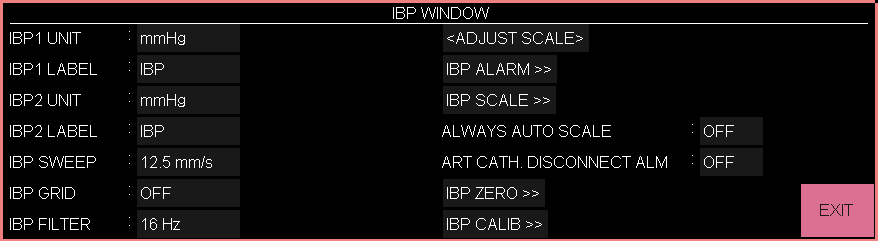 IBP WINDOW
IBP1 UNIT : mmHg <ADJUST SCALE>
IBP1 LABEL : IBP IBP ALARM >>
IBP2 UNIT : mmHg IBP SCALE >>
IBP2 LABEL : IBP ALWAYS AUTO SCALE : OFF
IBP SWEEP : 12.5 mm/s ART CATH. DISCONNECT ALM : OFF
IBP GRID : OFF IBP ZERO >>
IBP FILTER : 16 Hz IBP CALIB >>
EXIT